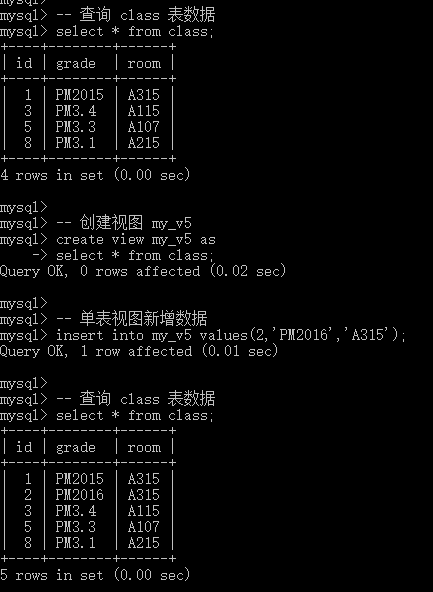 mysql>
mysql> -- 查询 class 表数据
mysql> select * from class;
+----+--------+------+
| id | grade  | room |
+----+--------+------+
|  1 | PM2015 | A315 |
|  3 | PM3.4  | A115 |
|  5 | PM3.3  | A107 |
|  8 | PM3.1  | A215 |
+----+--------+------+
4 rows in set (0.00 sec)
mysql>
mysql> -- 创建视图 my_v5
mysql> create view my_v5 as
    -> select * from class;
Query OK, 0 rows affected (0.02 sec)
mysql>
mysql> -- 单表视图新增数据
mysql> insert into my_v5 values(2,'PM2016','A315');
Query OK, 1 row affected (0.01 sec)
mysql>
mysql> -- 查询 class 表数据
mysql> select * from class;
+----+--------+------+
| id | grade  | room |
+----+--------+------+
|  1 | PM2015 | A315 |
|  2 | PM2016 | A315 |
|  3 | PM3.4  | A115 |
|  5 | PM3.3  | A107 |
|  8 | PM3.1  | A215 |
+----+--------+------+
5 rows in set (0.00 sec)